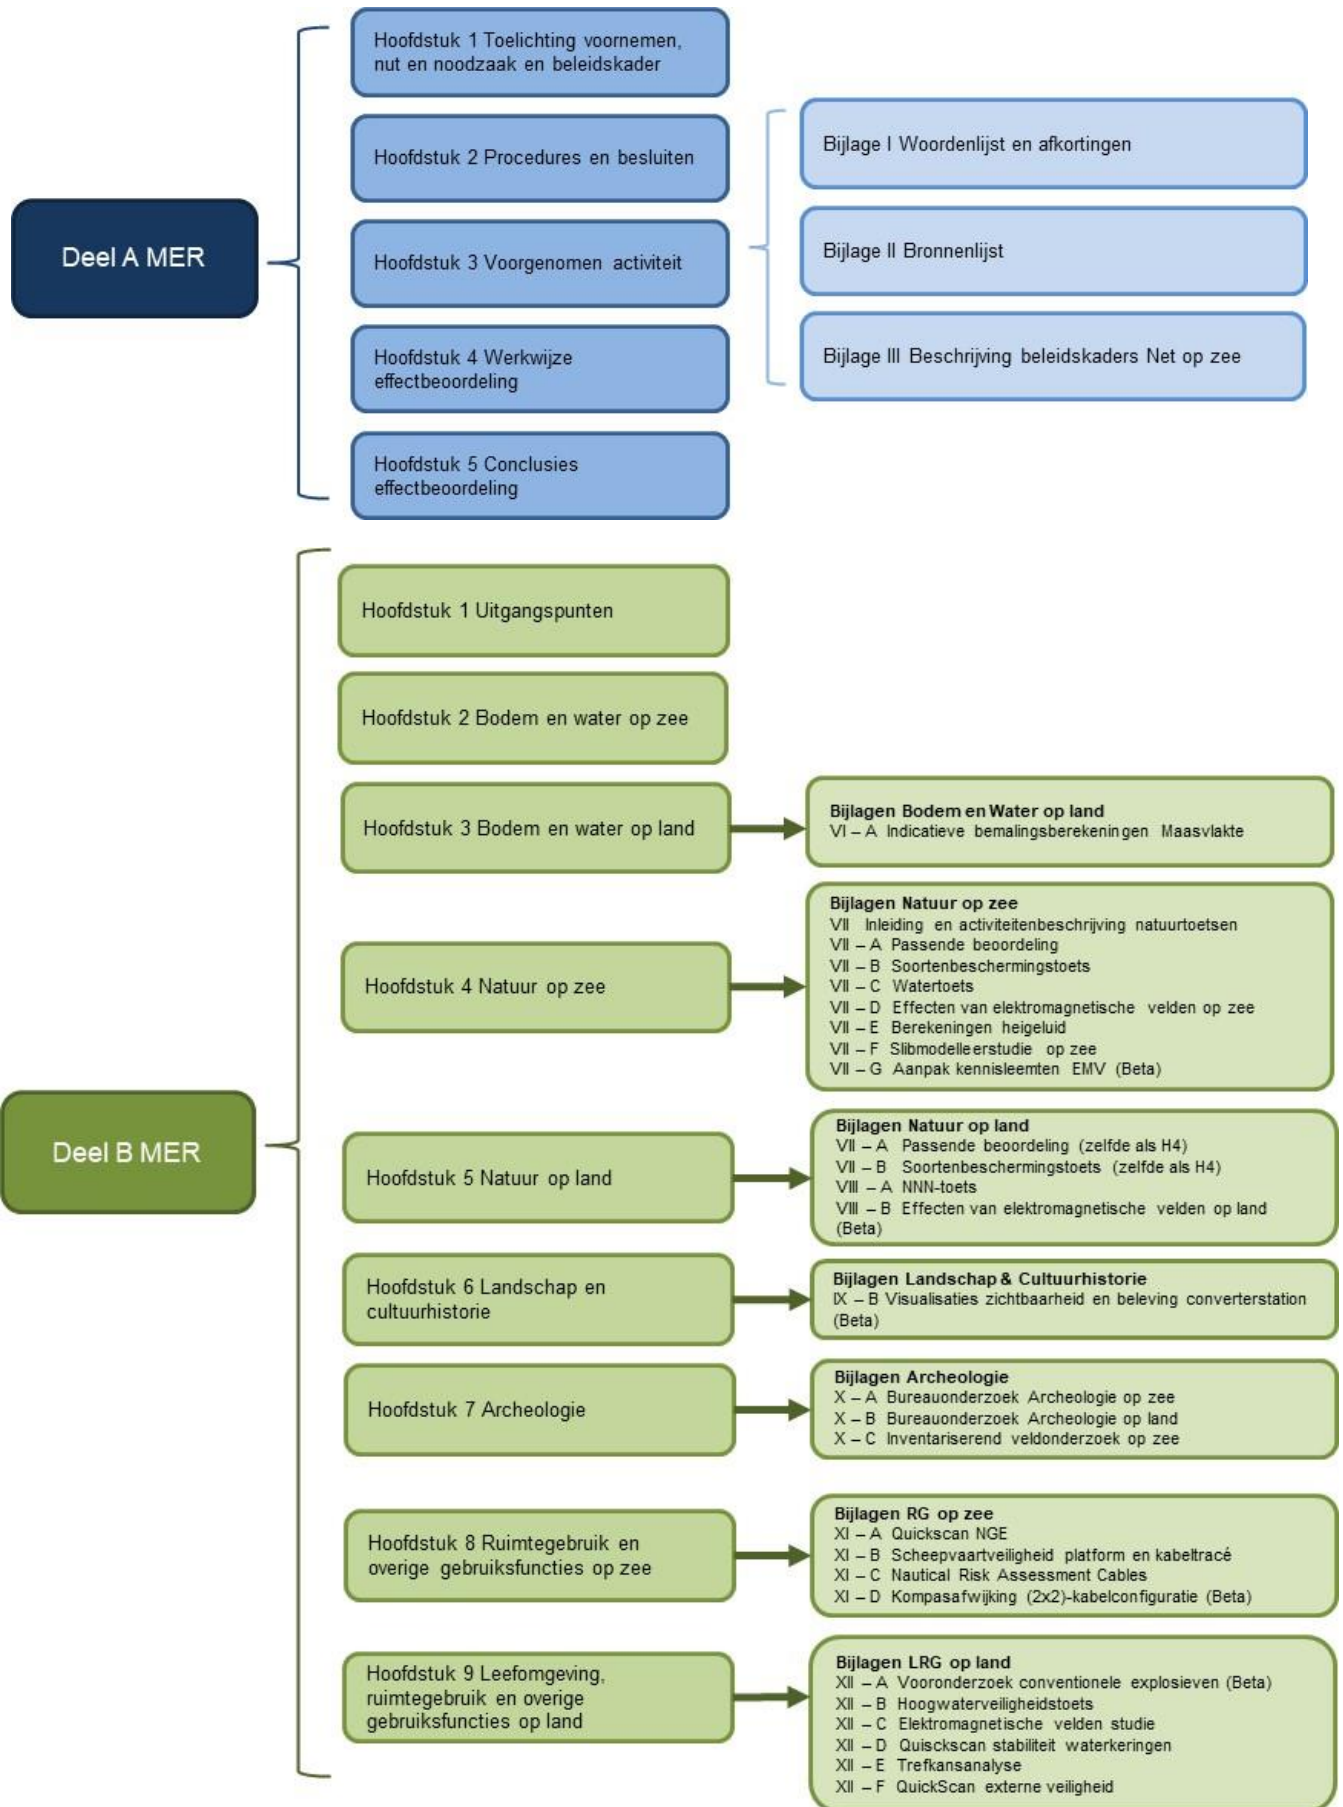 Deel A MER
Hoofdstuk 1 Toelichting voornemen,
nut en noodzaak en beleidskader
Hoofdstuk 2 Procedures en besluiten
Hoofdstuk 3 Voorgenomen activiteit
Hoofdstuk 4 Werkwijze
effectbeoordeling
Hoofdstuk 5 Conclusies
effectbeoordeling
Bijlage I Woordenlijst en afkortingen
Bijlage II Bronnenlijst
Bijlage III Beschrijving beleidskaders Net op zee
Deel B MER
Hoofdstuk 1 Uitgangspunten
Hoofdstuk 2 Bodem en water op zee
Hoofdstuk 3 Bodem en water op land
Bijlagen Bodem en Water op land
VI – A Indicatieve bemalingsberekeningen Maasvlakte
Hoofdstuk 4 Natuur op zee
Bijlagen Natuur op zee
VII Inleiding en activiteitenbeschrijving natuurtoetsen
VII – A Passende beoordeling
VII – B Soortenbeschermingstoets
VII – C Watertoets
VII – D Effecten van elektromagnetische velden op zee
VII – E Berekeningen heigeluid
VII – F Slibmodelleerstudie op zee
VII – G Aanpak kennisleemten EMV (Beta)
Hoofdstuk 5 Natuur op land
Bijlagen Natuur op land
VII – A Passende beoordeling (zelfde als H4)
VII – B Soortenbeschermingstoets (zelfde als H4)
VIII – A NNN-toets
VIII – B Effecten van elektromagnetische velden op land
(Beta)
Hoofdstuk 6 Landschap en
cultuurhistorie
Bijlagen Landschap & Cultuurhistorie
IX – B Visualisaties zichtbaarheid en beleving converterstation
(Beta)
Hoofdstuk 7 Archeologie
Bijlagen Archeologie
X – A Bureauonderzoek Archeologie op zee
X – B Bureauonderzoek Archeologie op land
X – C Inventariserend veldonderzoek op zee
Hoofdstuk 8 Ruimtegebruik en
overige gebruiksfuncties op zee
Bijlagen RG op zee
XI – A Quickscan NGE
XI – B Scheepvaartveiligheid platform en kabeltracé
XI – C Nautical Risk Assessment Cables
XI – D Kompasafwijking (2x2)-kabelconfiguratie (Beta)
Hoofdstuk 9 Leefomgeving,
ruimtegebruik en overige
gebruiksfuncties op land
Bijlagen LRG op land
XII – A Vooronderzoek conventionele explosieven (Beta)
XII – B Hoogwaterveiligheidstoets
XII – C Elektromagnetische velden studie
XII – D Quisckscan stabiliteit waterkeringen
XII – E Trefkansanalyse
XII – F QuickScan externe veiligheid